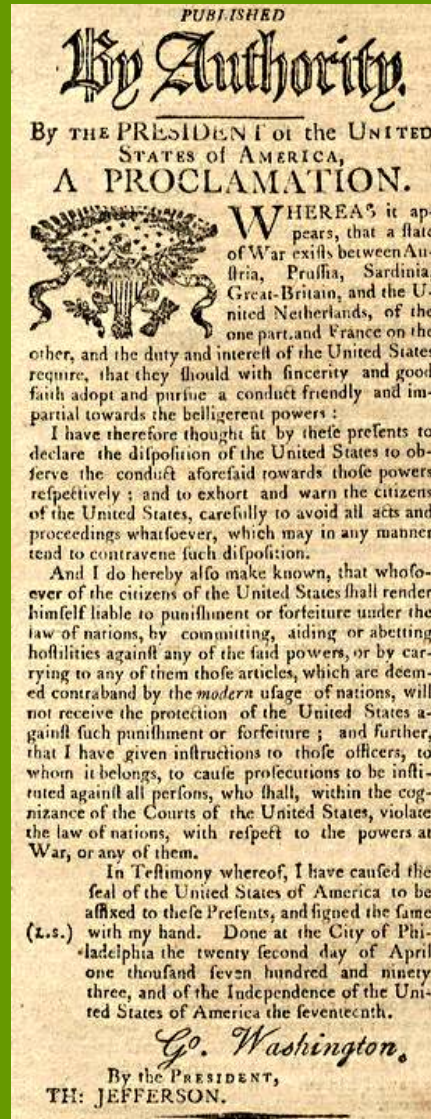 PUBLISHED
By Authority.
By THE PRESIDENT of the UNITED
STATES of AMERICA,
A PROCLAMATION.
WHEREAS it ap-
pears, that a ſtate
of War exiſts between Au-
ſtria, Pruſſia, Sardinia,
Great-Britain, and the U-
nited Netherlands, of the
one part, and France on the
other, and the duty and intereſt of the United States
require, that they ſhould with ſincerity and good
faith adopt and purſue a conduct friendly and im-
partial towards the belligerent powers :
I have therefore thought fit by theſe preſents to
declare the diſpoſition of the United States to ob-
ſerve the conduct aforeſaid towards thoſe powers
reſpectively ; and to exhort and warn the citizens
of the United States, carefully to avoid all acts and
proceedings whatſoever, which may in any manner
tend to contravene ſuch diſpoſition.
And I do hereby alſo make known, that whoſo-
ever of the citizens of the United States ſhall render
himſelf liable to puniſhment or forfeiture under the
law of nations, by committing, aiding or abetting
hoſtilities againſt any of the ſaid powers, or by car-
rying to any of them thoſe articles, which are deem-
ed contraband by the modern uſage of nations, will
not receive the protection of the United States a-
gainſt ſuch puniſhment or forfeiture ; and further,
that I have given inſtructions to thoſe officers, to
whom it belongs, to cauſe proſecutions to be inſti-
tuted againſt all perſons, who ſhall, within the cog-
nizance of the Courts of the United States, violate
the law of nations, with reſpect to the powers at
War, or any of them.
In Teſtimony whereof, I have cauſed the
ſeal of the United States of America to be
affixed to theſe Preſents, and ſigned the ſame
(L.S.) with my hand. Done at the City of Phi-
ladelphia the twenty ſecond day of April
one thouſand ſeven hundred and ninety
three, and of the Independence of the Uni-
ted States of America the ſeventeenth.
Go. Washington.
By the PRESIDENT,
TH: JEFFERSON.